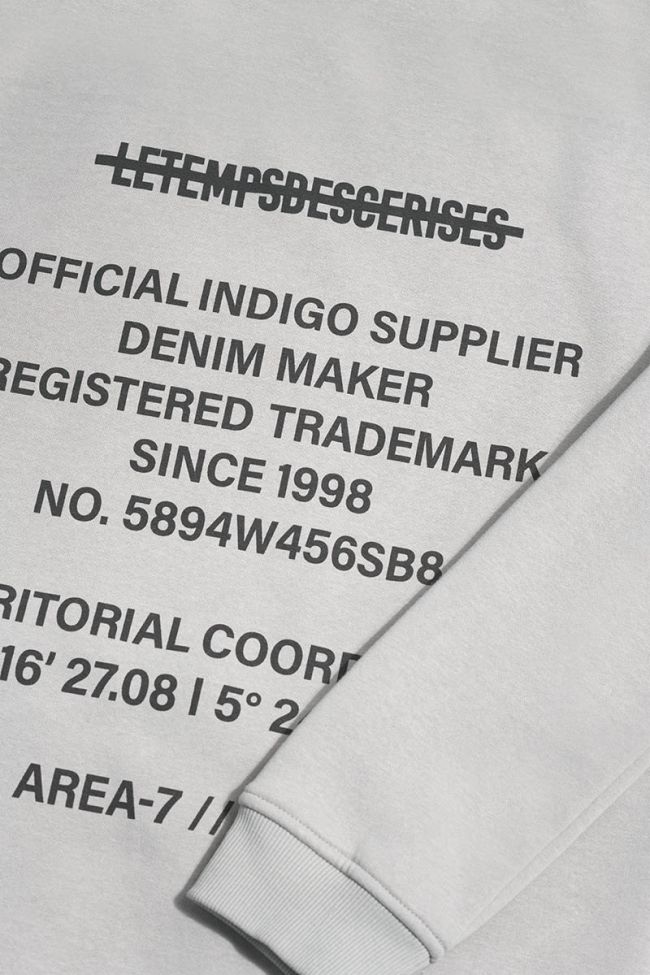 LETEMPSDESCERISES
OFFICIAL INDIGO SUPPLIER
DENIM MAKER
REGISTERED TRADEMARK
SINCE 1998
NO. 5894W456SB8
RITORIAL COOR
16' 27.08 | 5° 2
AREA-7 //